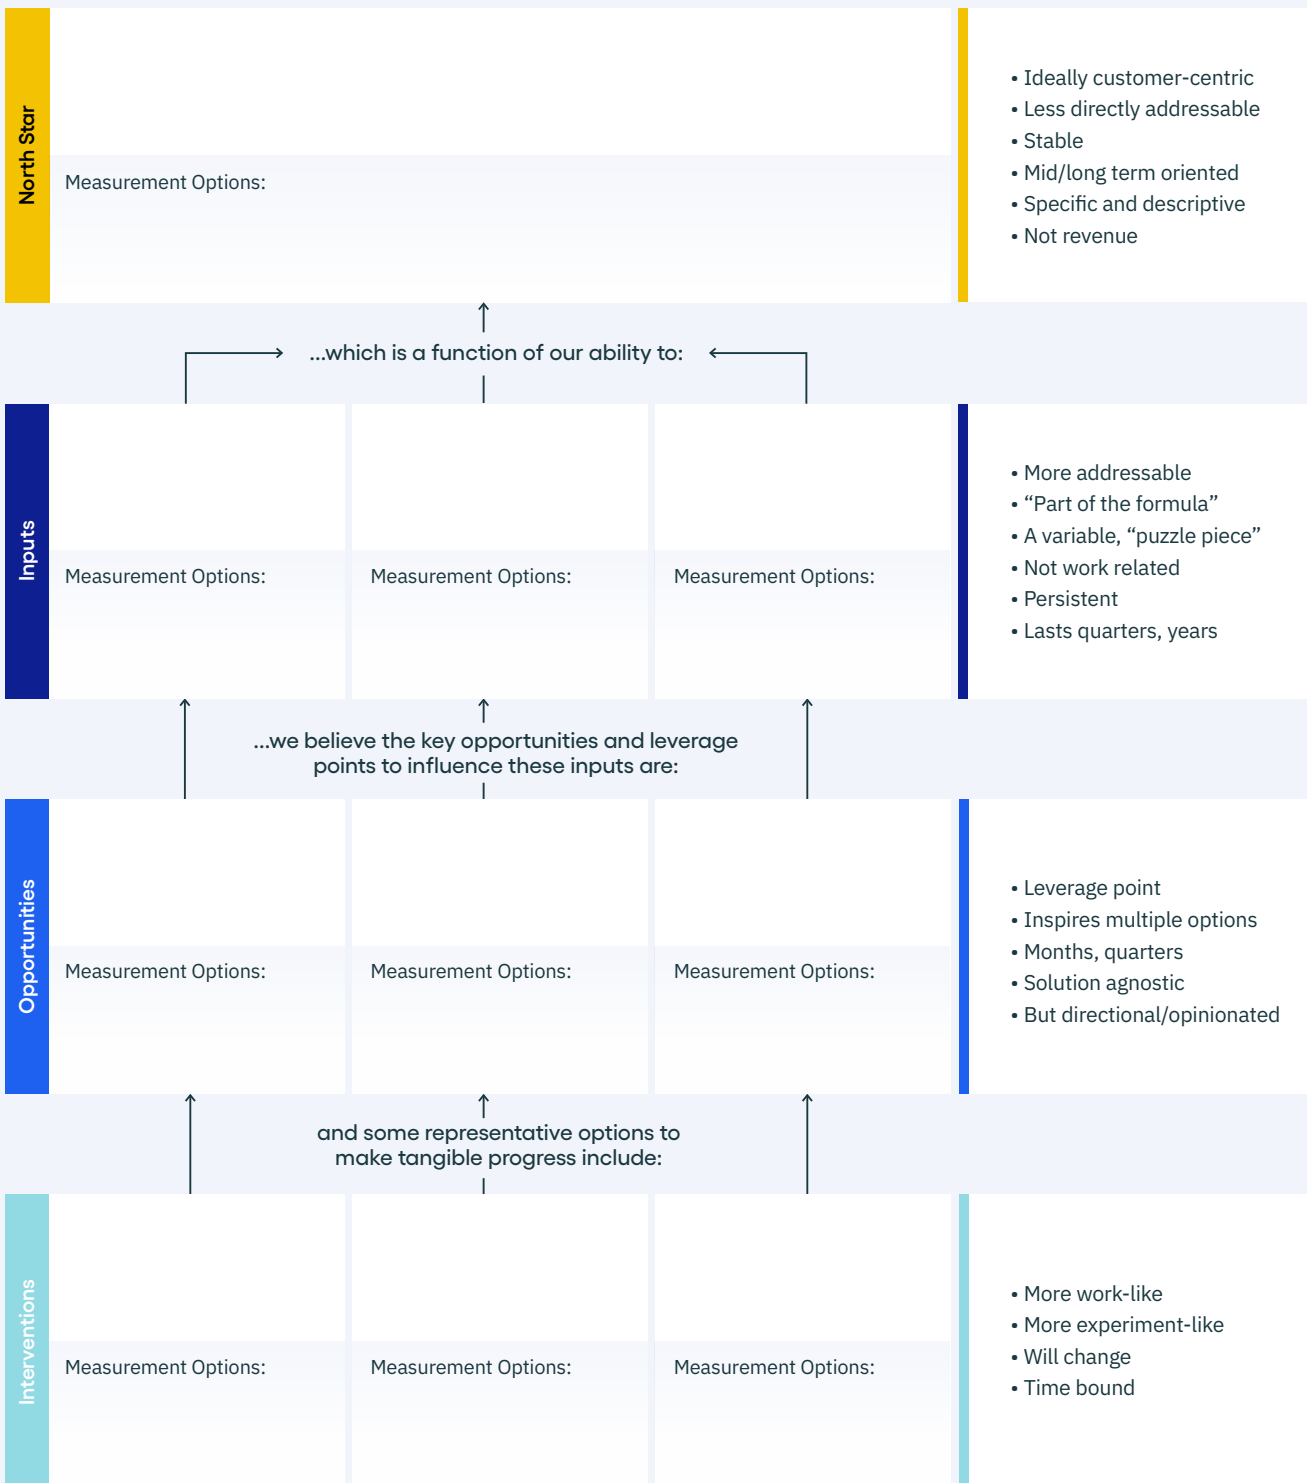 North Star
Measurement Options:
• Ideally customer-centric
• Less directly addressable
• Stable
• Mid/long term oriented
• Specific and descriptive
• Not revenue
...which is a function of our ability to:
Inputs
Measurement Options:
Measurement Options:
Measurement Options:
• More addressable
• “Part of the formula”
• A variable, “puzzle piece”
• Not work related
• Persistent
• Lasts quarters, years
...we believe the key opportunities and leverage
points to influence these inputs are:
Opportunities
Measurement Options:
Measurement Options:
Measurement Options:
• Leverage point
• Inspires multiple options
• Months, quarters
• Solution agnostic
• But directional/opinionated
and some representative options to
make tangible progress include:
Interventions
Measurement Options:
Measurement Options:
Measurement Options:
• More work-like
• More experiment-like
• Will change
• Time bound